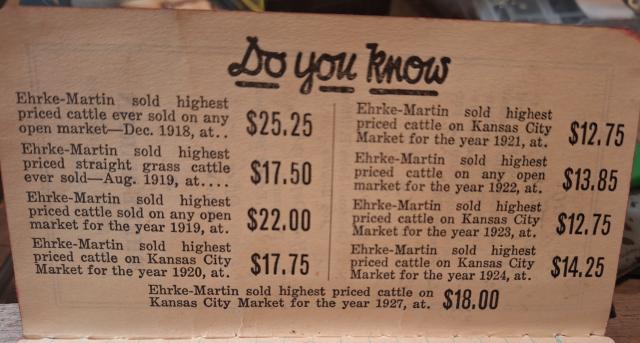 Do you know
Ehrke-Martin sold highest
priced cattle ever sold on any
open market—Dec. 1918, at.. $25.25
Ehrke-Martin sold highest
priced straight grass cattle
ever sold—Aug. 1919, at.... $17.50
Ehrke-Martin sold highest
priced cattle sold on any open
market for the year 1919, at. $22.00
Ehrke-Martin sold highest
priced cattle on Kansas City
Market for the year 1920, at. $17.75
Ehrke-Martin sold highest
priced cattle on Kansas City
Market for the year 1921, at. $12.75
Ehrke-Martin sold highest
priced cattle on any open
market for the year 1922, at. $13.85
Ehrke-Martin sold highest
priced cattle on Kansas City
Market for the year 1923, at. $12.75
Ehrke-Martin sold highest
priced cattle on Kansas City
Market for the year 1924, at. $14.25
Ehrke-Martin sold highest priced cattle on
Kansas City Market for the year 1927, at. $18.00